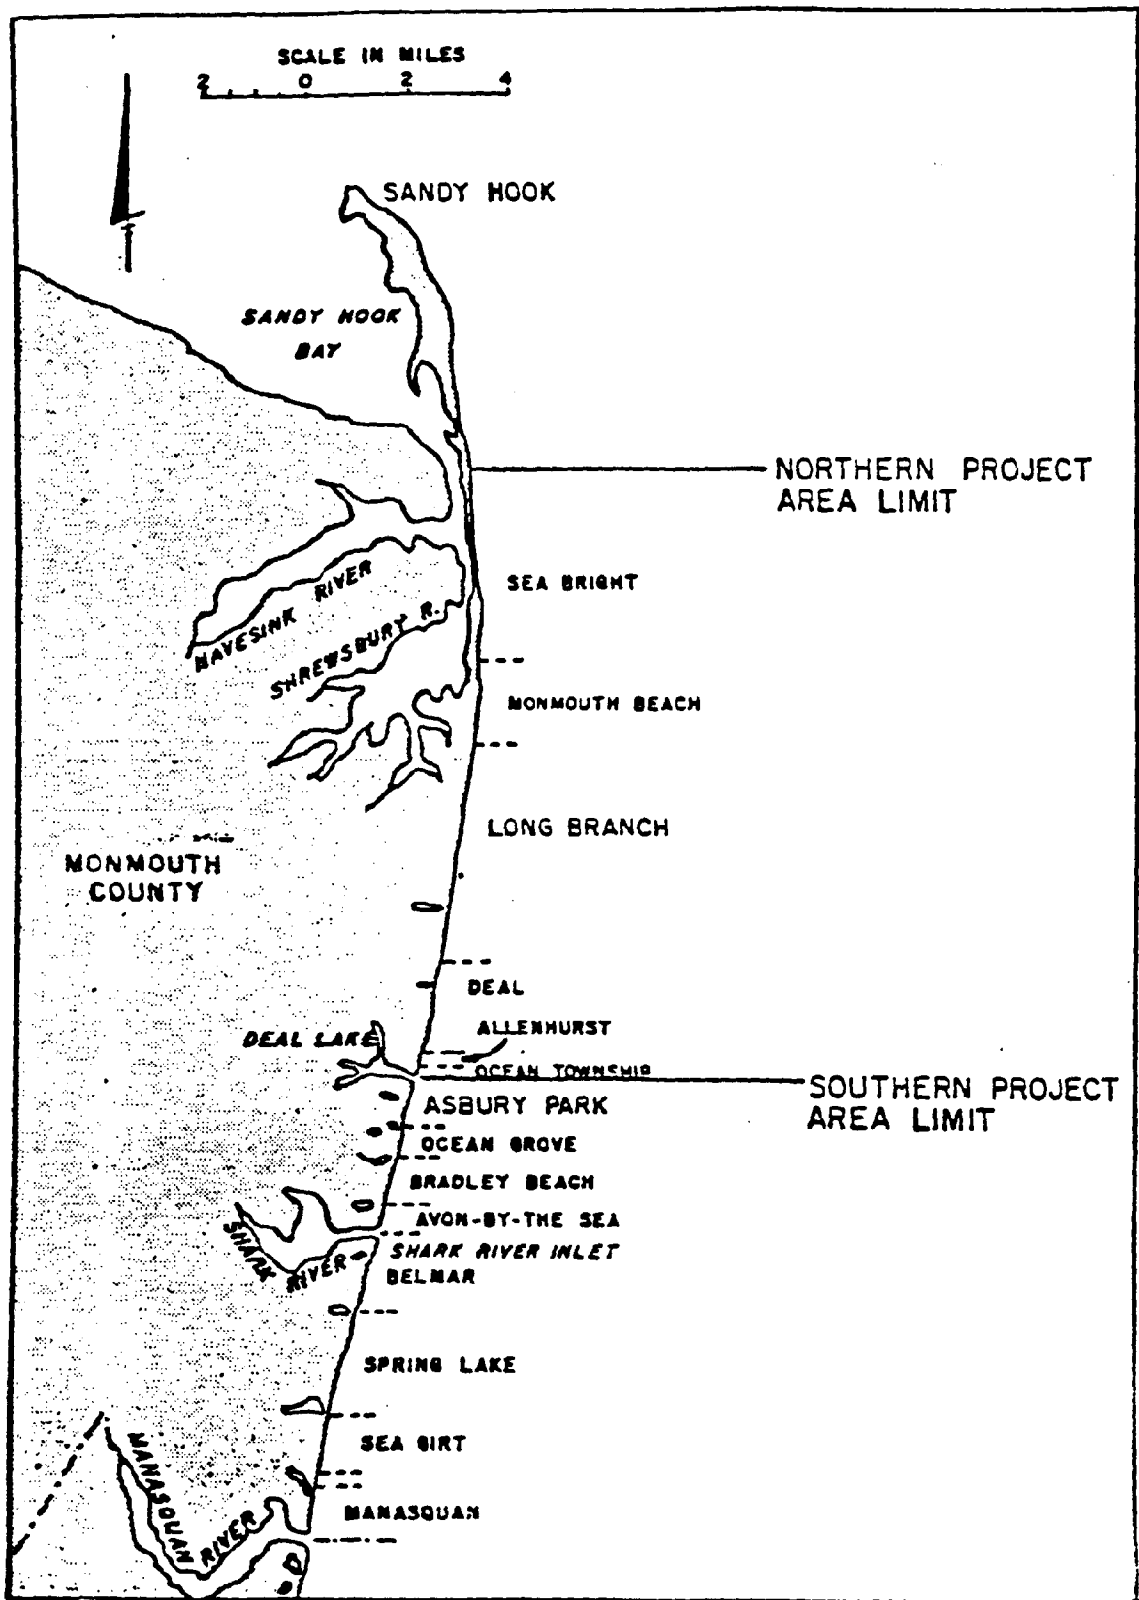 SCALE IN MILES
2 0 2 4
SANDY HOOK
SANDY HOOK
BAY
NORTHERN PROJECT
AREA LIMIT
SEA BRIGHT
NAVESINK RIVER
SHREWSBURY R.
MONMOUTH BEACH
LONG BRANCH
MONMOUTH
COUNTY
DEAL
ALLENHURST
DEAL LAKE
OCEAN TOWNSHIP
SOUTHERN PROJECT
AREA LIMIT
ASBURY PARK
OCEAN GROVE
BRADLEY BEACH
AVON-BY-THE SEA
SHARK RIVER
SHARK RIVER INLET
BELMAR
SPRING LAKE
SEA GIRT
MANASQUAN RIVER
MANASQUAN